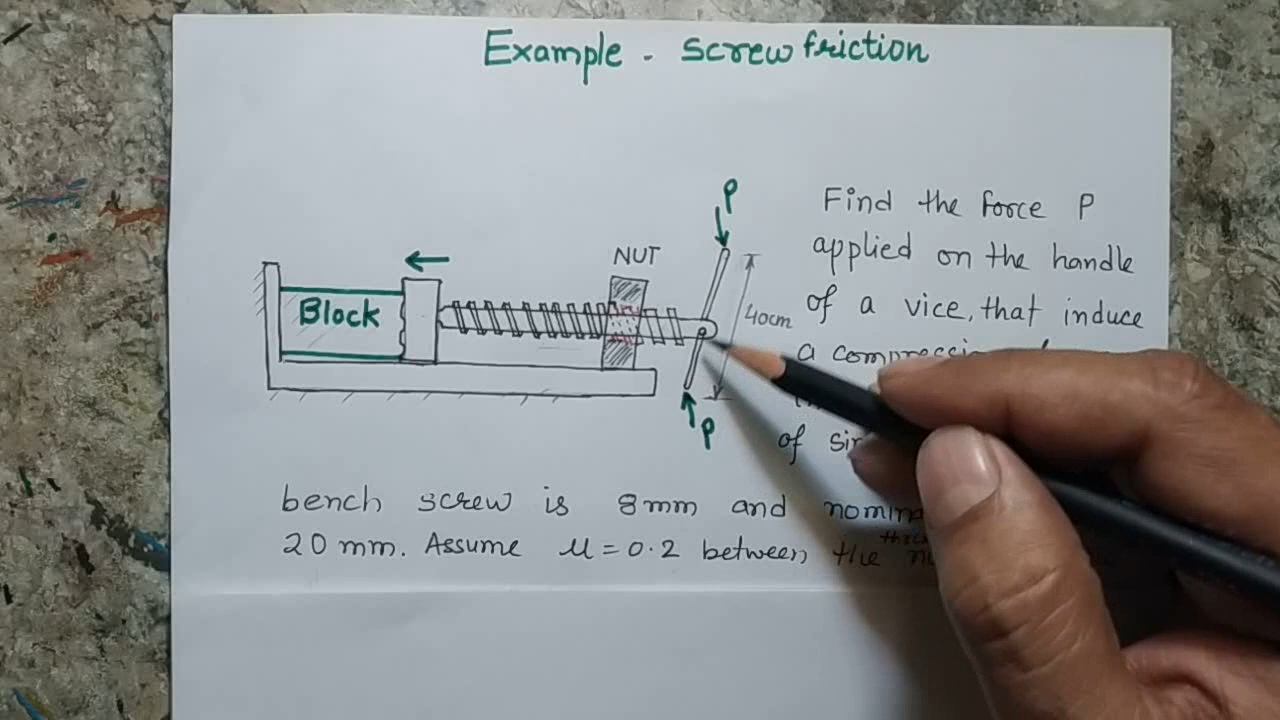 Example - screw friction
P
Find the force P
applied on the handle
NUT
of a vice, that induce
Block
40cm
a
of
P
bench screw is 8mm and
20 mm. Assume μ = 0.2 between the